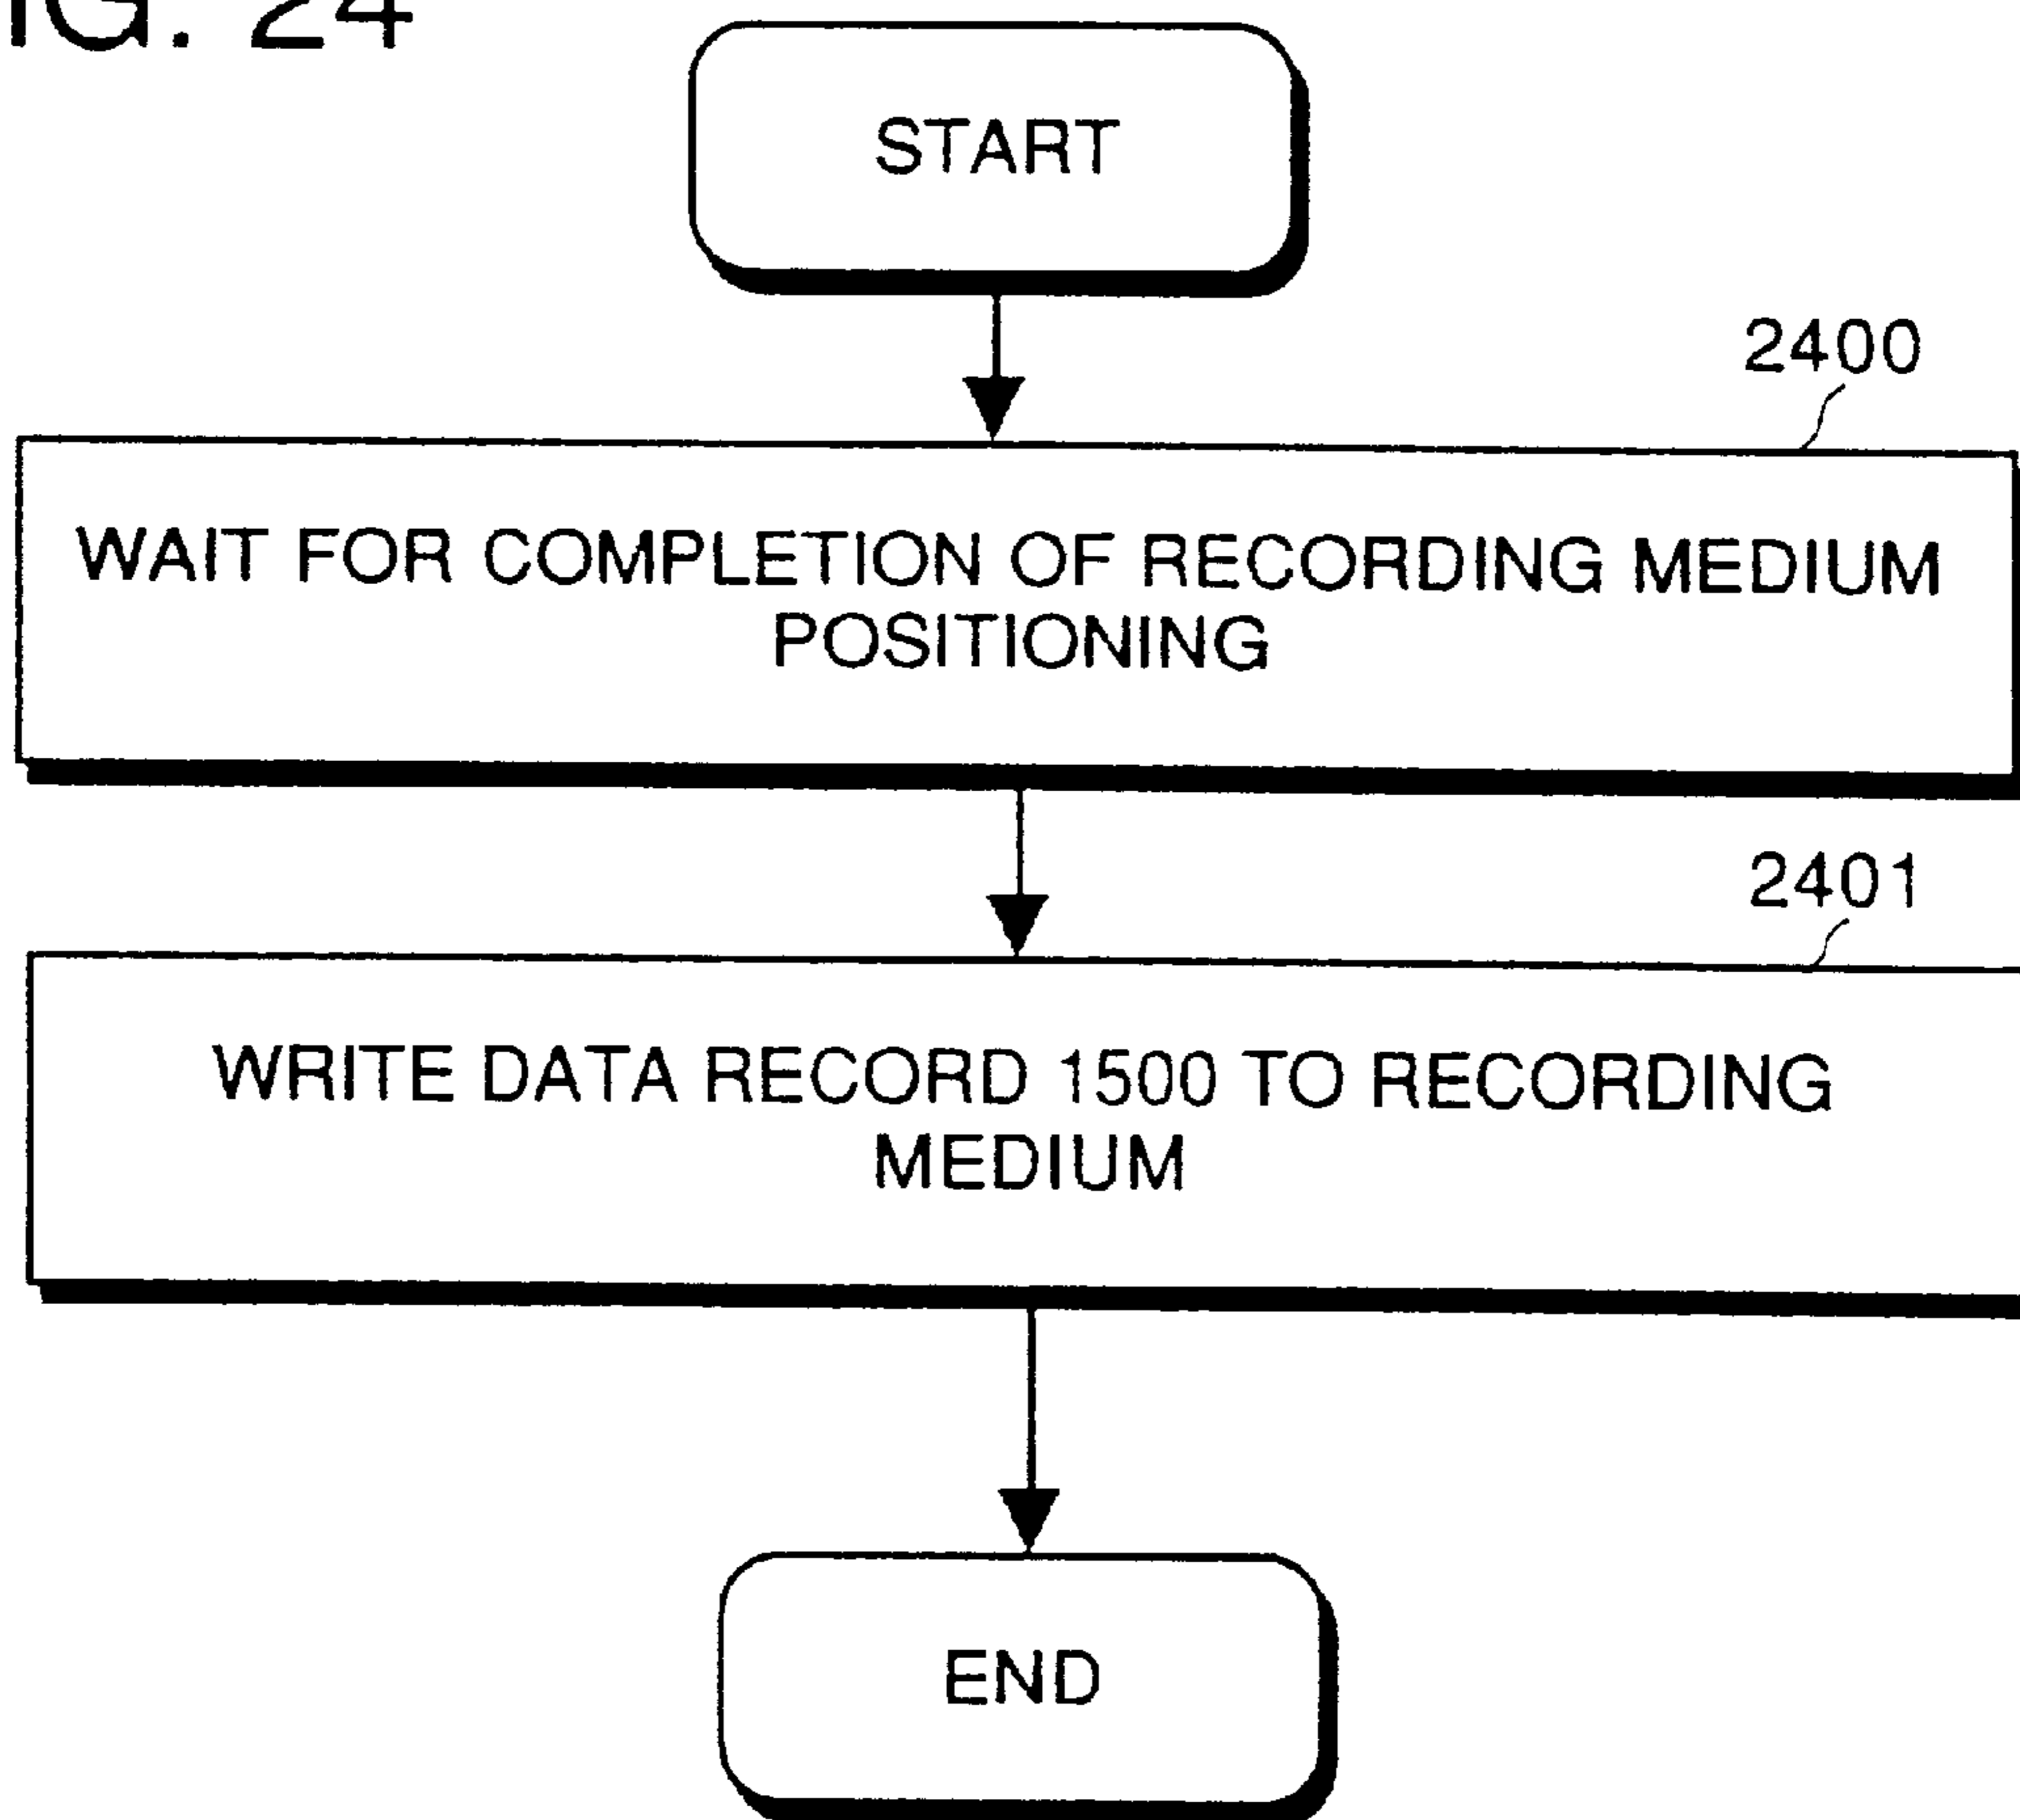 IG. 24
START
2400
WAIT FOR COMPLETION OF RECORDING MEDIUM
POSITIONING
2401
WRITE DATA RECORD 1500 TO RECORDING
MEDIUM
END